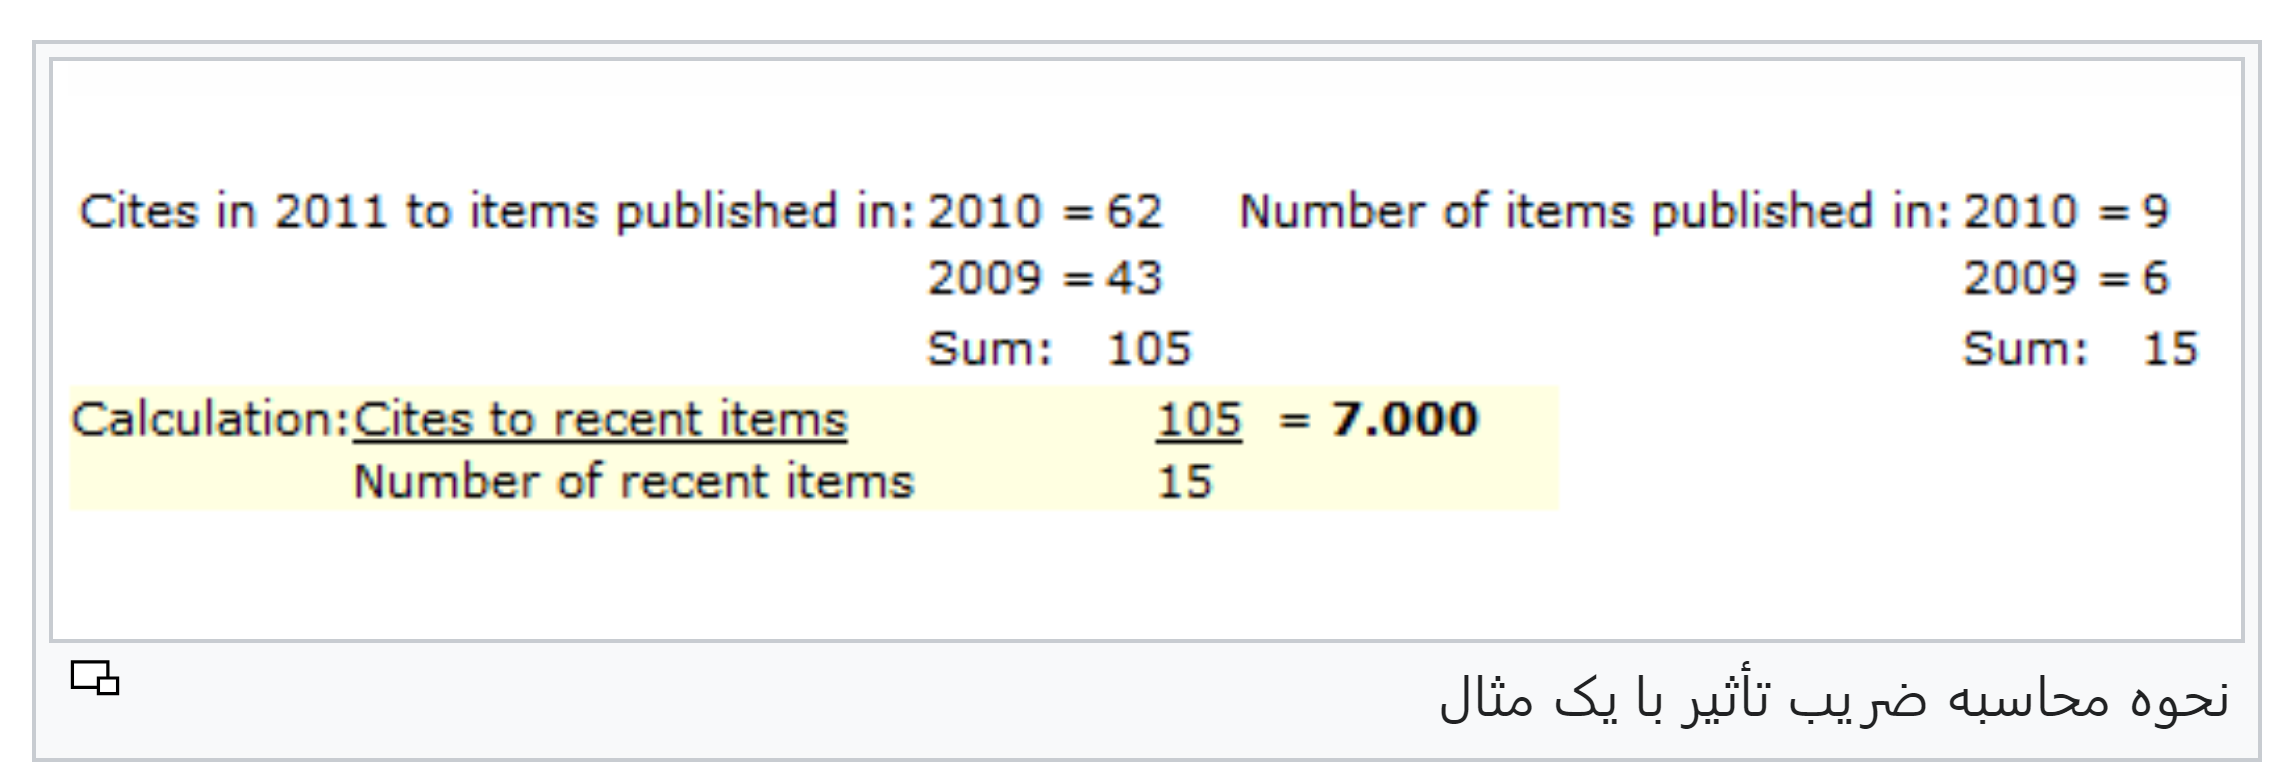 Cites in 2011 to items published in: 2010 = 62 Number of items published in: 2010 = 9
2009 = 43 2009 = 6
Sum: 105 Sum: 15
Calculation: Cites to recent items 105 = 7.000
Number of recent items 15
نحوه محاسبه ضریب تأثیر با یک مثال